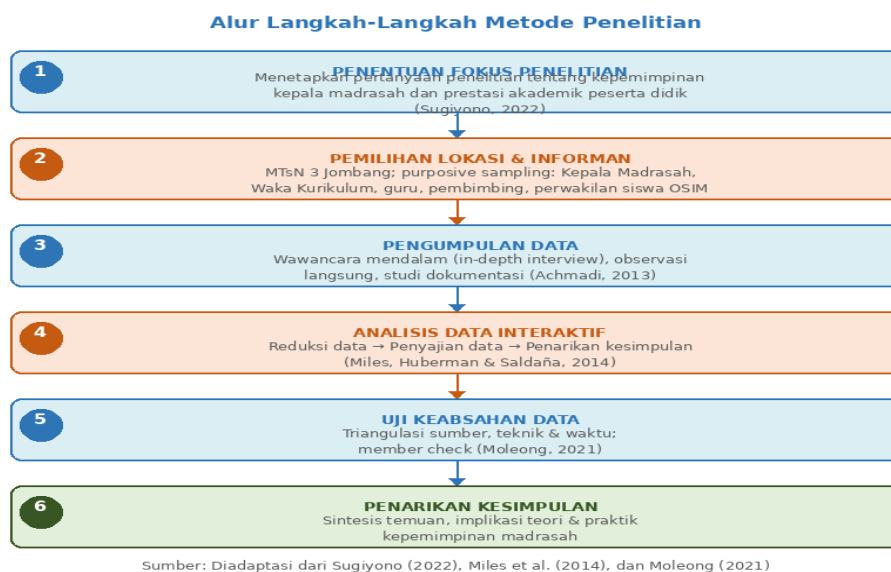 Alur Langkah-Langkah Metode Penelitian
1
PENENTUAN FOKUS PENELITIAN
Menetapkan pertanyaan penelitian tentang kepemimpinan
kepala madrasah dan prestasi akademik peserta didik
(Sugiyono, 2022)
2
PEMILIHAN LOKASI & INFORMAN
MTsN 3 Jombang; purposive sampling: Kepala Madrasah,
Waka Kurikulum, guru, pembimbing, perwakilan siswa OSIM
3
PENGUMPULAN DATA
Wawancara mendalam (in-depth interview), observasi
langsung, studi dokumentasi (Achmadi, 2013)
4
ANALISIS DATA INTERAKTIF
Reduksi data → Penyajian data → Penarikan kesimpulan
(Miles, Huberman & Saldaña, 2014)
5
UJI KEABSAHAN DATA
Triangulasi sumber, teknik & waktu;
member check (Moleong, 2021)
6
PENARIKAN KESIMPULAN
Sintesis temuan, implikasi teori & praktik
kepemimpinan madrasah
Sumber: Diadaptasi dari Sugiyono (2022), Miles et al. (2014), dan Moleong (2021)